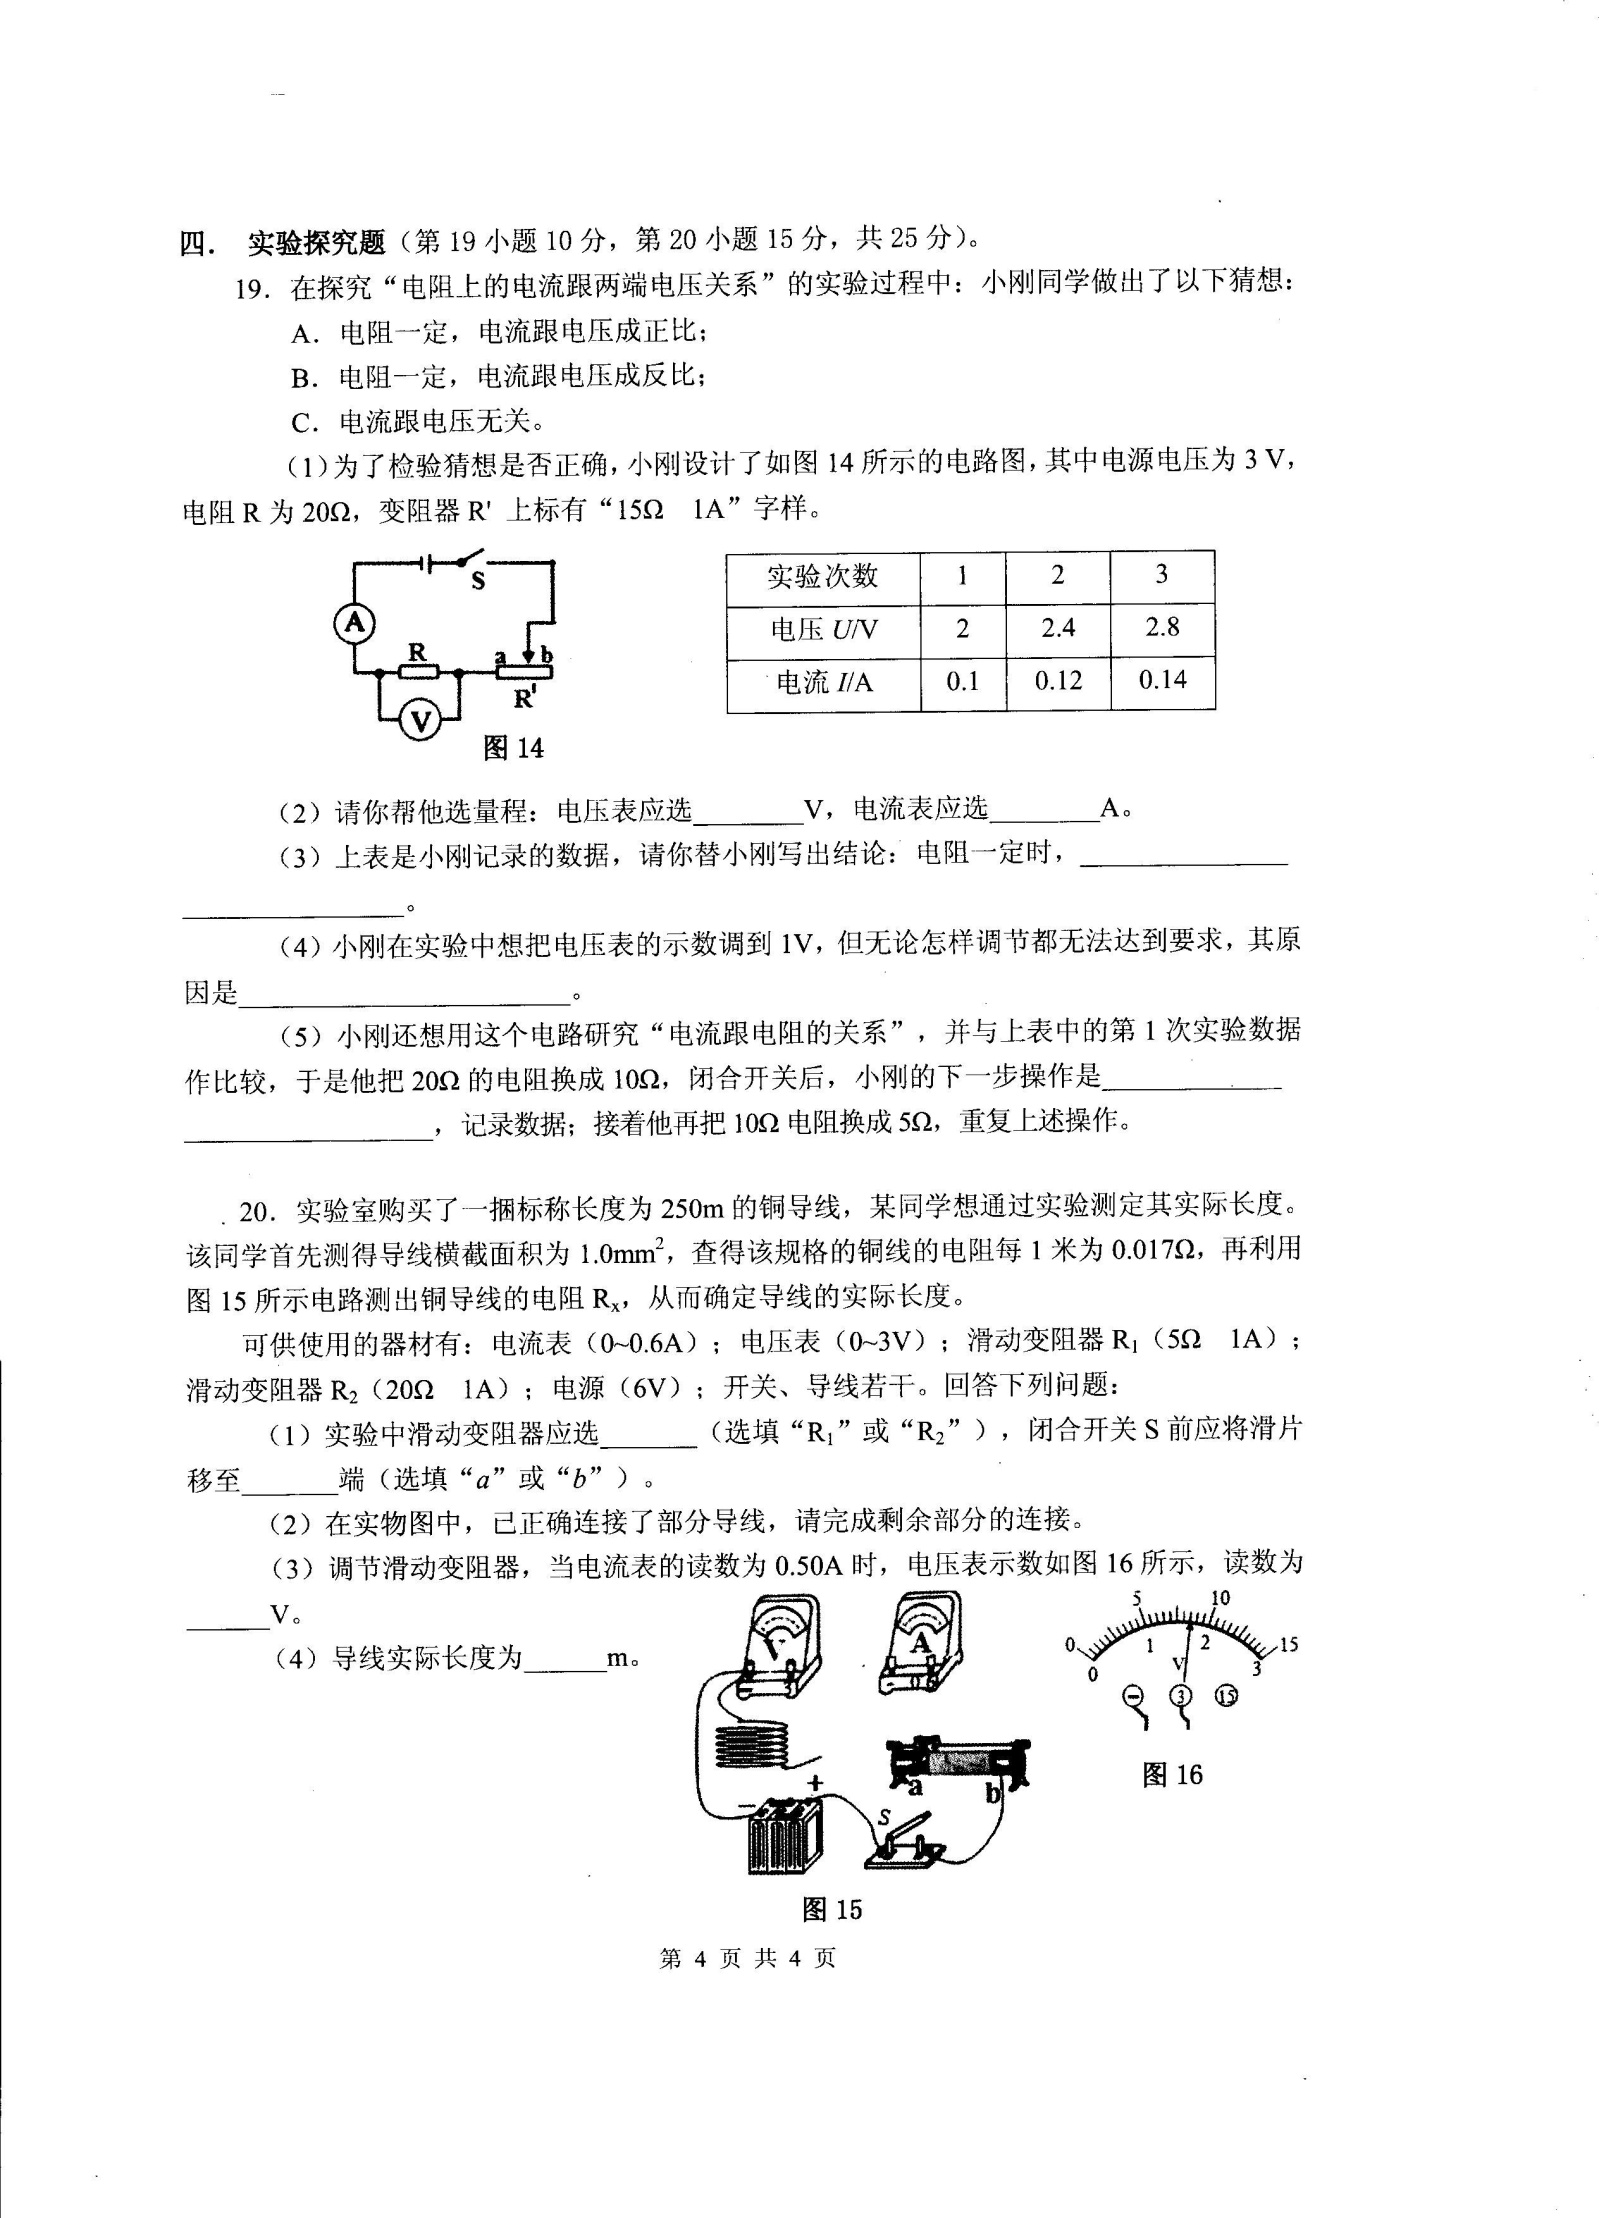 四． 实验探究题（第 19 小题 10 分，第 20 小题 15 分，共 25 分）。
19．在探究“电阻上的电流跟两端电压关系”的实验过程中：小刚同学做出了以下猜想：
A．电阻一定，电流跟电压成正比；
B．电阻一定，电流跟电压成反比；
C．电流跟电压无关。
（1）为了检验猜想是否正确，小刚设计了如图 14 所示的电路图，其中电源电压为 3 V，
电阻 R 为 20Ω，变阻器 R' 上标有“15Ω 1A”字样。
S
A
R
a b
R'
V
图 14
实验次数 1 2 3
电压 U/V 2 2.4 2.8
电流 I/A 0.1 0.12 0.14
（2）请你帮他选量程：电压表应选________V，电流表应选________A。
（3）上表是小刚记录的数据，请你替小刚写出结论：电阻一定时，________________
________________。
（4）小刚在实验中想把电压表的示数调到 1V，但无论怎样调节都无法达到要求，其原
因是________________________。
（5）小刚还想用这个电路研究“电流跟电阻的关系”，并与上表中的第 1 次实验数据
作比较，于是他把 20Ω 的电阻换成 10Ω，闭合开关后，小刚的下一步操作是_____________
__________________，记录数据；接着他再把 10Ω 电阻换成 5Ω，重复上述操作。
20．实验室购买了一捆标称长度为 250m 的铜导线，某同学想通过实验测定其实际长度。
该同学首先测得导线横截面积为 1.0mm²，查得该规格的铜线的电阻每 1 米为 0.017Ω，再利用
图 15 所示电路测出铜导线的电阻 Rₓ，从而确定导线的实际长度。
可供使用的器材有：电流表（0~0.6A）；电压表（0~3V）；滑动变阻器 R₁（5Ω 1A）；
滑动变阻器 R₂（20Ω 1A）；电源（6V）；开关、导线若干。回答下列问题：
（1）实验中滑动变阻器应选_______（选填“R₁”或“R₂”），闭合开关 S 前应将滑片
移至_______端（选填“a”或“b”）。
（2）在实物图中，已正确连接了部分导线，请完成剩余部分的连接。
（3）调节滑动变阻器，当电流表的读数为 0.50A 时，电压表示数如图 16 所示，读数为
______V。
（4）导线实际长度为______m。
V
- 3
A
- 0.6
a b
- +
S
图 15
0 5 10 15
0 1 2 3
V
- 3 15
图 16
第 4 页 共 4 页